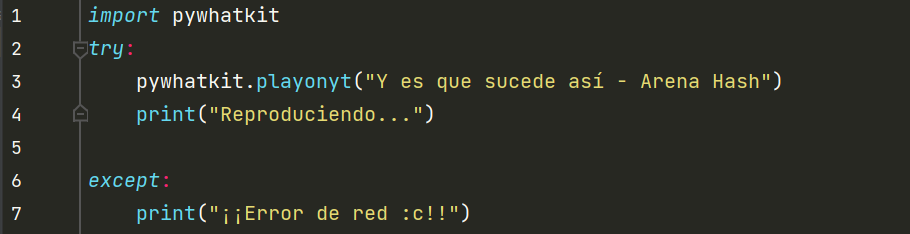 1 import pywhatkit
2 try:
3     pywhatkit.playonyt("Y es que sucede así - Arena Hash")
4     print("Reproduciendo...")
5
6 except:
7     print("¡¡Error de red :c!!")